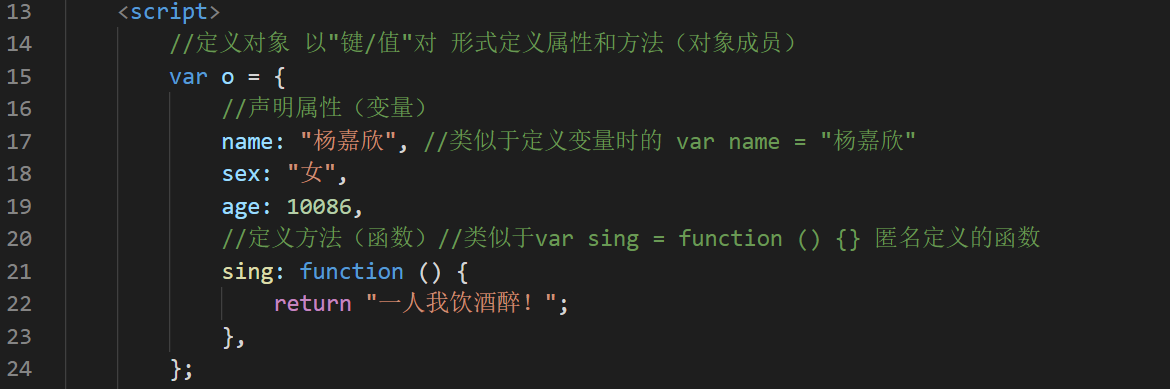 13 <script>
14 //定义对象 以"键/值"对 形式定义属性和方法（对象成员）
15 var o = {
16 //声明属性（变量）
17 name: "杨嘉欣", //类似于定义变量时的 var name = "杨嘉欣"
18 sex: "女",
19 age: 10086,
20 //定义方法（函数）//类似于var sing = function () {} 匿名定义的函数
21 sing: function () {
22 return "一人我饮酒醉！";
23 },
24 };